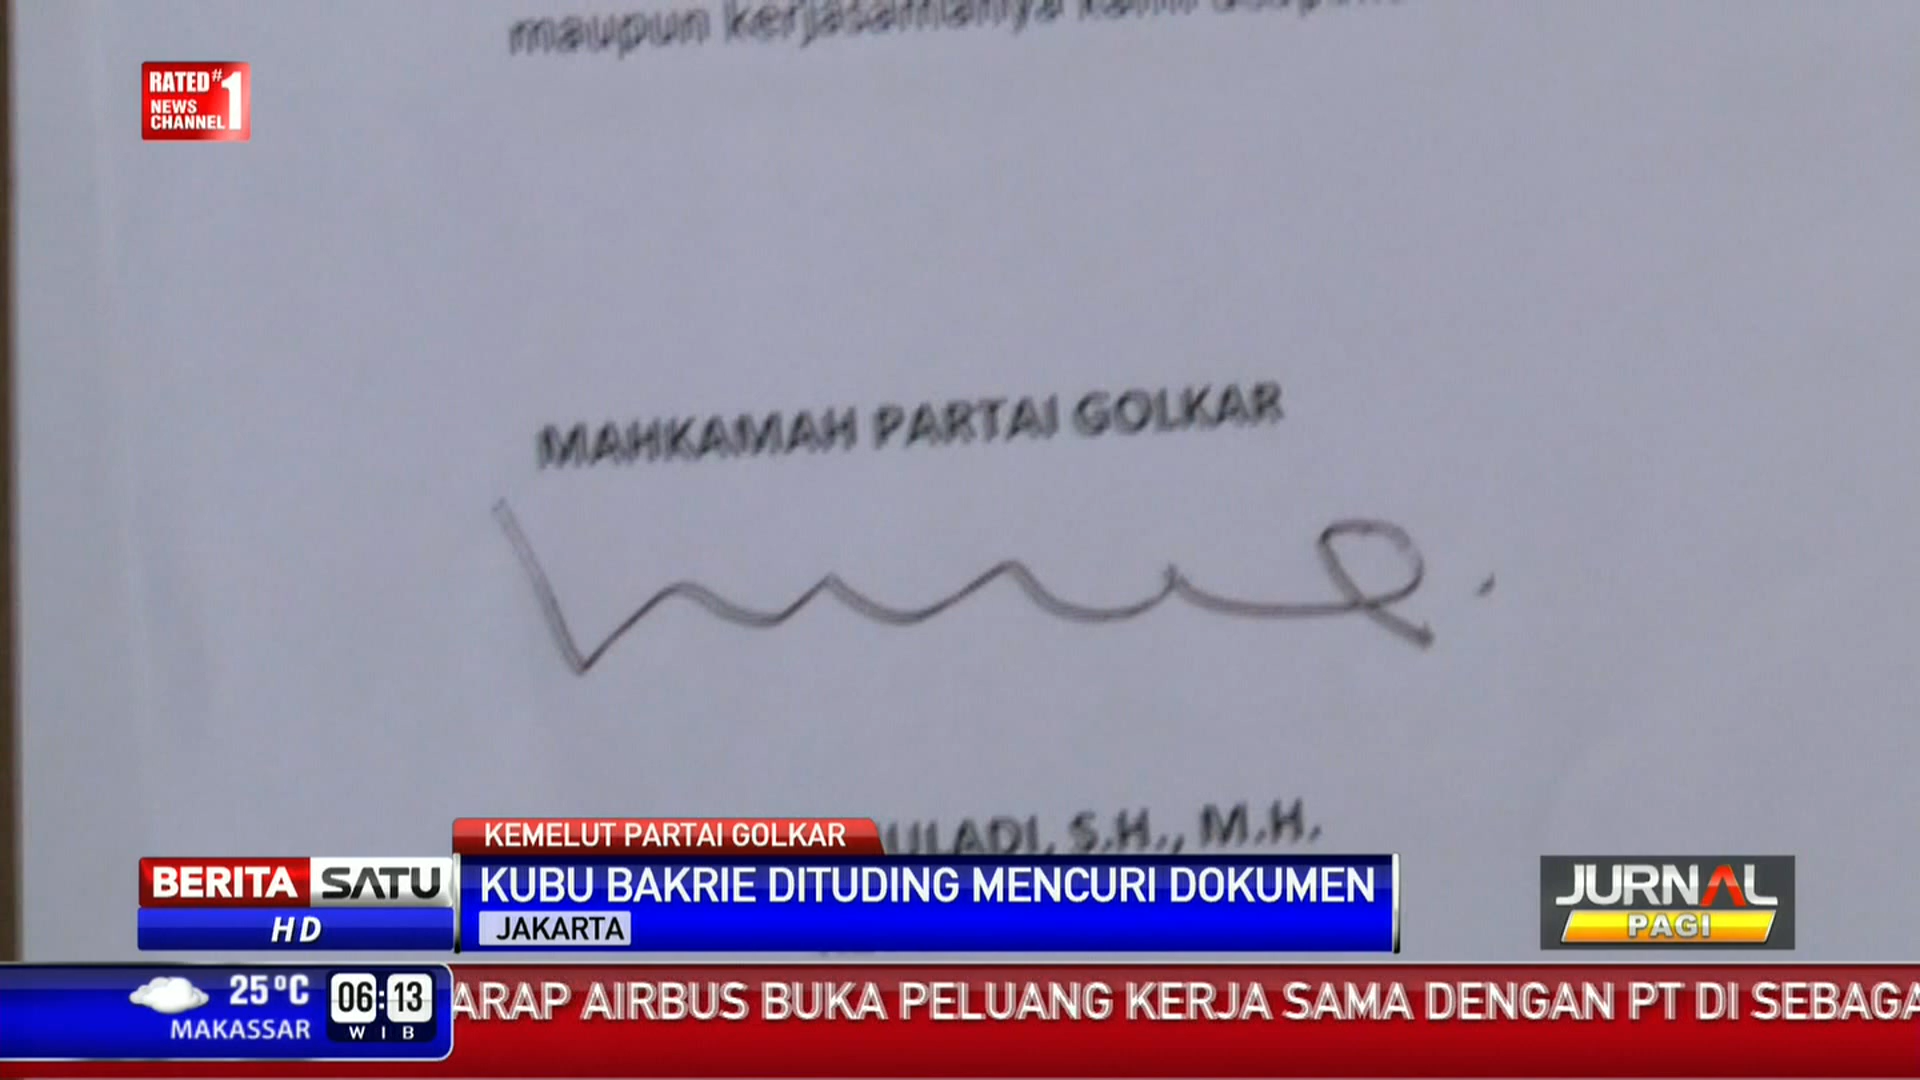 maupun kerjasamanya kami
RATED #1
NEWS
CHANNEL
MAHKAMAH PARTAI GOLKAR
ULADI, S.H., M.H.
KEMELUT PARTAI GOLKAR
BERITA SATU
HD
KUBU BAKRIE DITUDING MENCURI DOKUMEN
JAKARTA
JURNAL
PAGI
25°C
MAKASSAR
06:13
WIB
ARAP AIRBUS BUKA PELUANG KERJA SAMA DENGAN PT DI SEBAGA